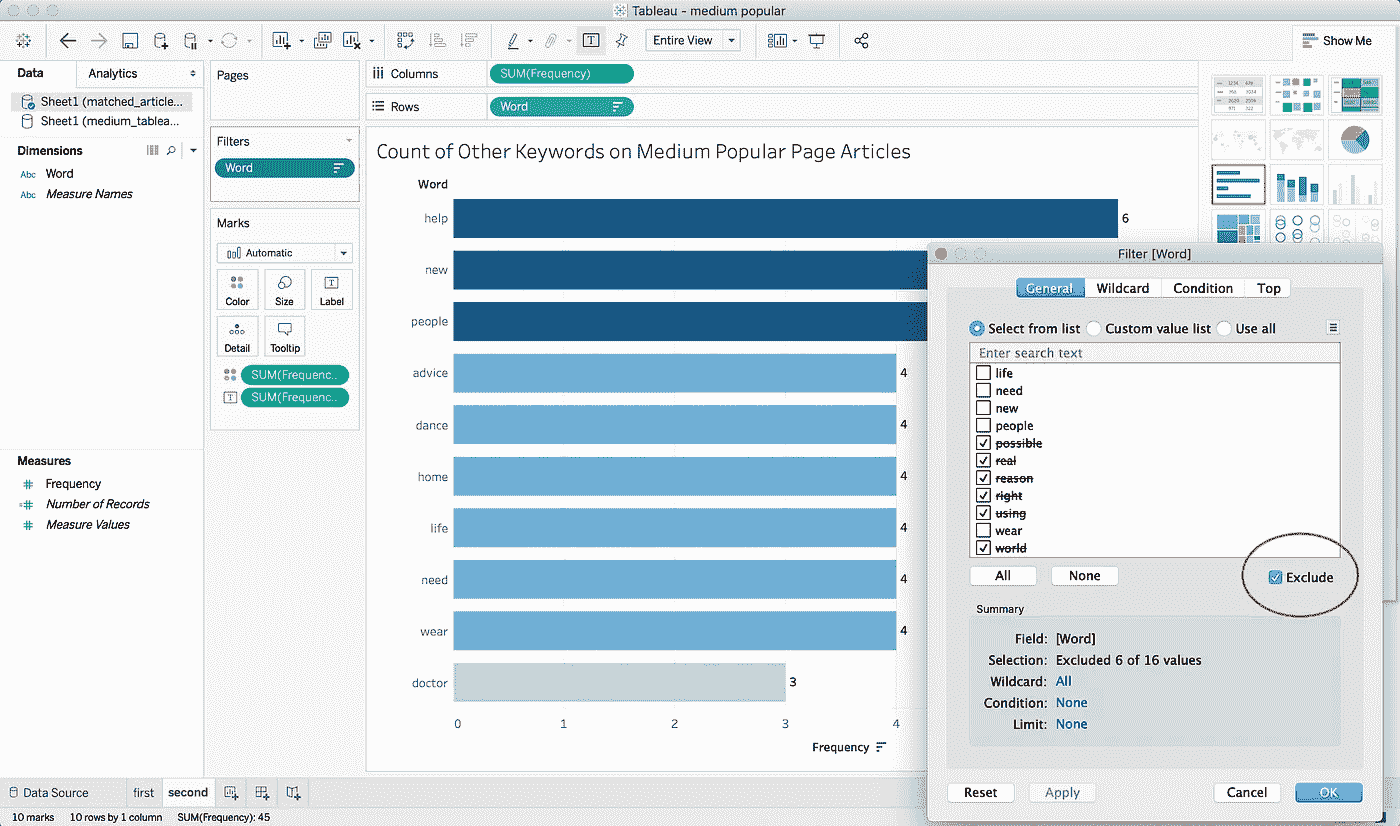 Tableau - medium popular
Entire View
Show Me
Data
Analytics
Sheet1 (matched_article...
Sheet1 (medium_tablea...
Dimensions
Abc Word
Abc Measure Names
Measures
# Frequency
=# Number of Records
# Measure Values
Pages
Filters
Word
Marks
Automatic
Color
Size
T
Label
Detail
Tooltip
SUM(Frequenc..
T SUM(Frequenc..
Columns
SUM(Frequency)
Rows
Word
Count of Other Keywords on Medium Popular Page Articles
Word
help 6
new
people
advice 4
dance 4
home 4
life 4
need 4
wear 4
doctor 3
0 1 2 3 4
Frequency
Filter [Word]
General Wildcard Condition Top
Select from list Custom value list Use all
Enter search text
life
need
new
people
possible
real
reason
right
using
wear
world
All None Exclude
Summary
Field: [Word]
Selection: Excluded 6 of 16 values
Wildcard: All
Condition: None
Limit: None
Reset Apply Cancel OK
Data Source first second
10 marks 10 rows by 1 column SUM(Frequency): 45